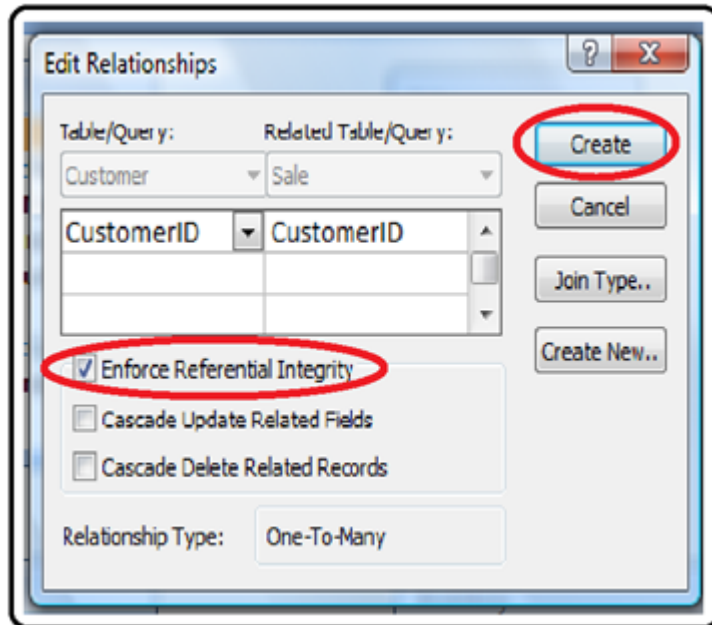 Edit Relationships
Table/Query: Related Table/Query:
Create
Customer Sale
Cancel
CustomerID CustomerID
Join Type..
Create New..
Enforce Referential Integrity
Cascade Update Related Fields
Cascade Delete Related Records
Relationship Type: One-To-Many